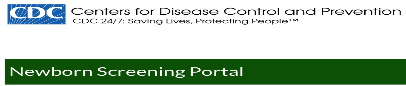 CDC Centers for Disease Control and Prevention
CDC 24/7: Saving Lives, Protecting People™
Newborn Screening Portal